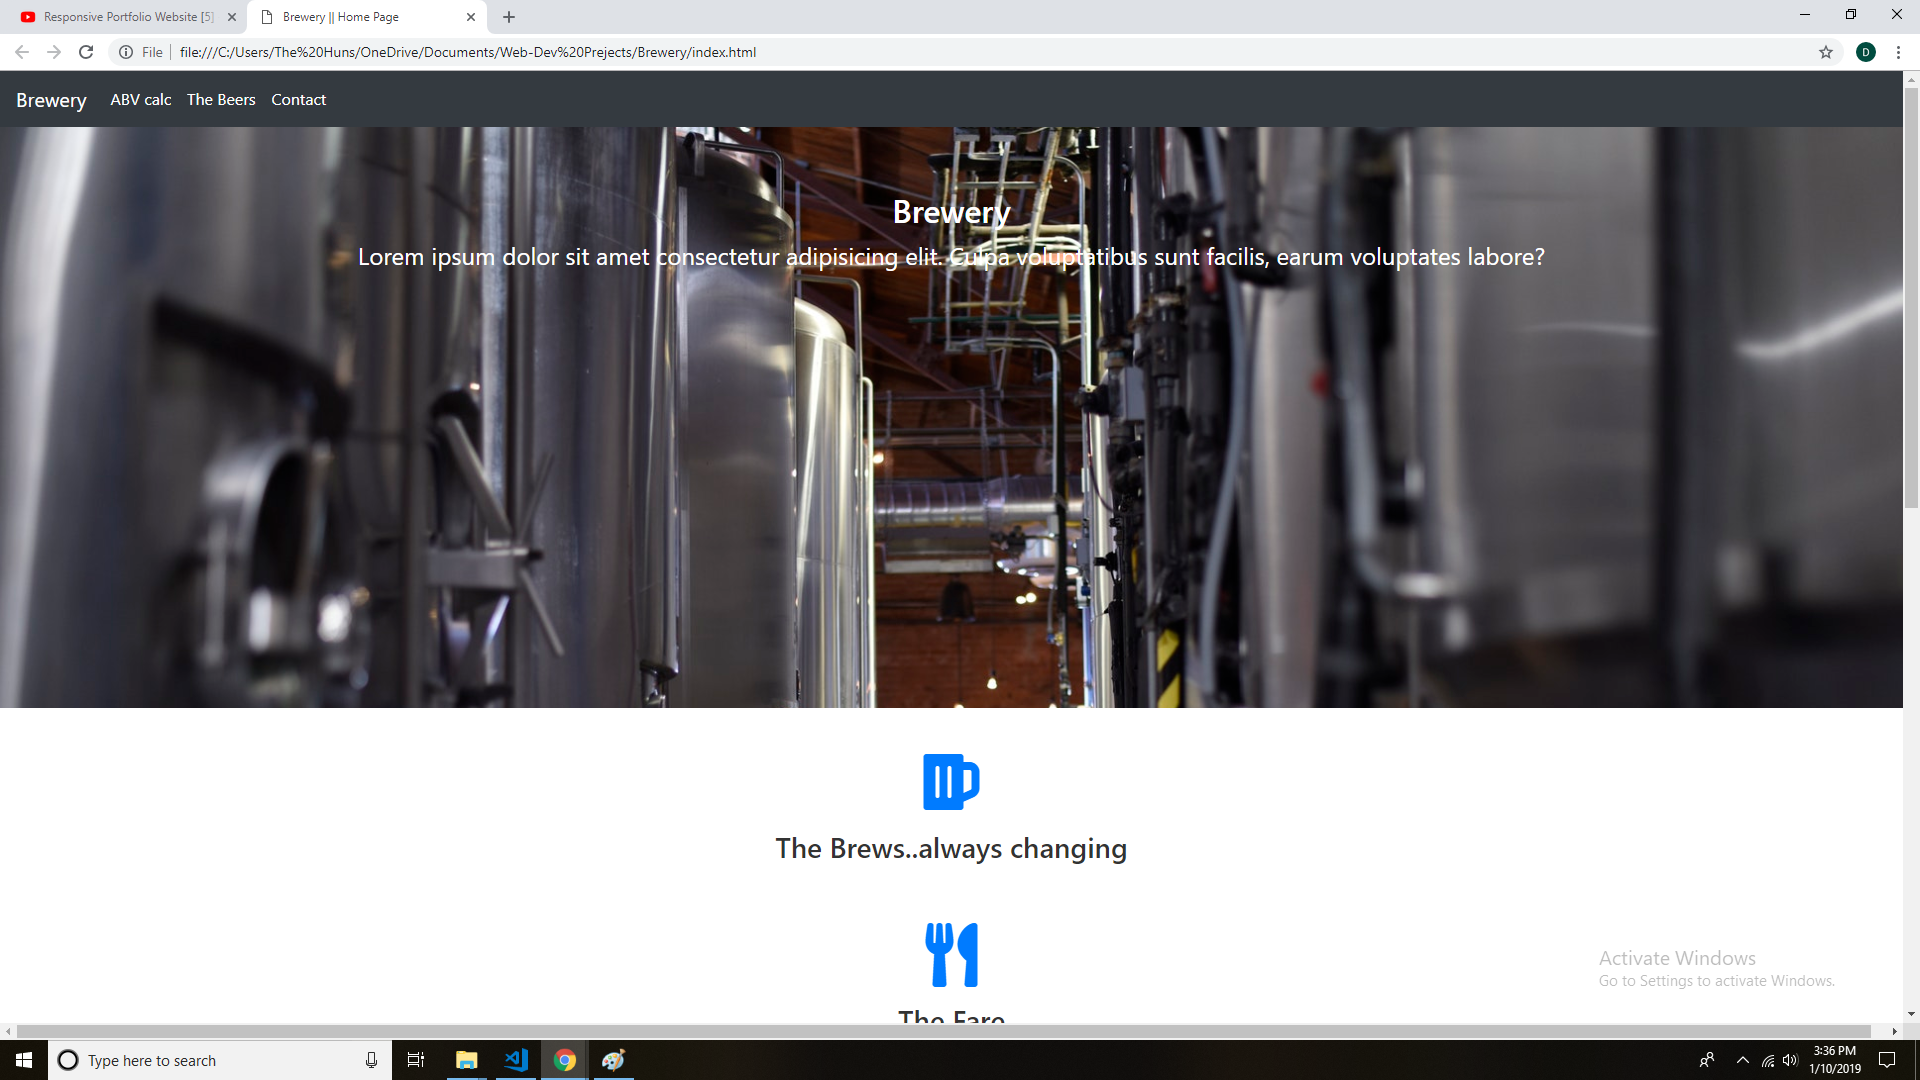 Responsive Portfolio Website [5]
Brewery || Home Page
File
file:///C:/Users/The%20Huns/OneDrive/Documents/Web-Dev%20Prejects/Brewery/index.html
D
Brewery
ABV calc
The Beers
Contact
Brewery
Lorem ipsum dolor sit amet consectetur adipisicing elit. Culpa voluptatibus sunt facilis, earum voluptates labore?
The Brews..always changing
The Fare
Activate Windows
Go to Settings to activate Windows.
Type here to search
3:36 PM
1/10/2019